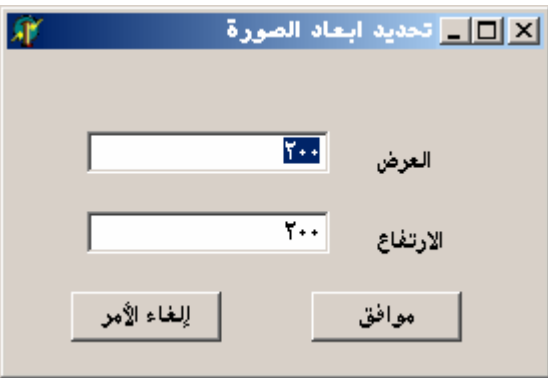 تحديد ابعاد الصورة
العرض ٢٠٠
الارتفاع ٢٠٠
موافق إلغاء الأمر